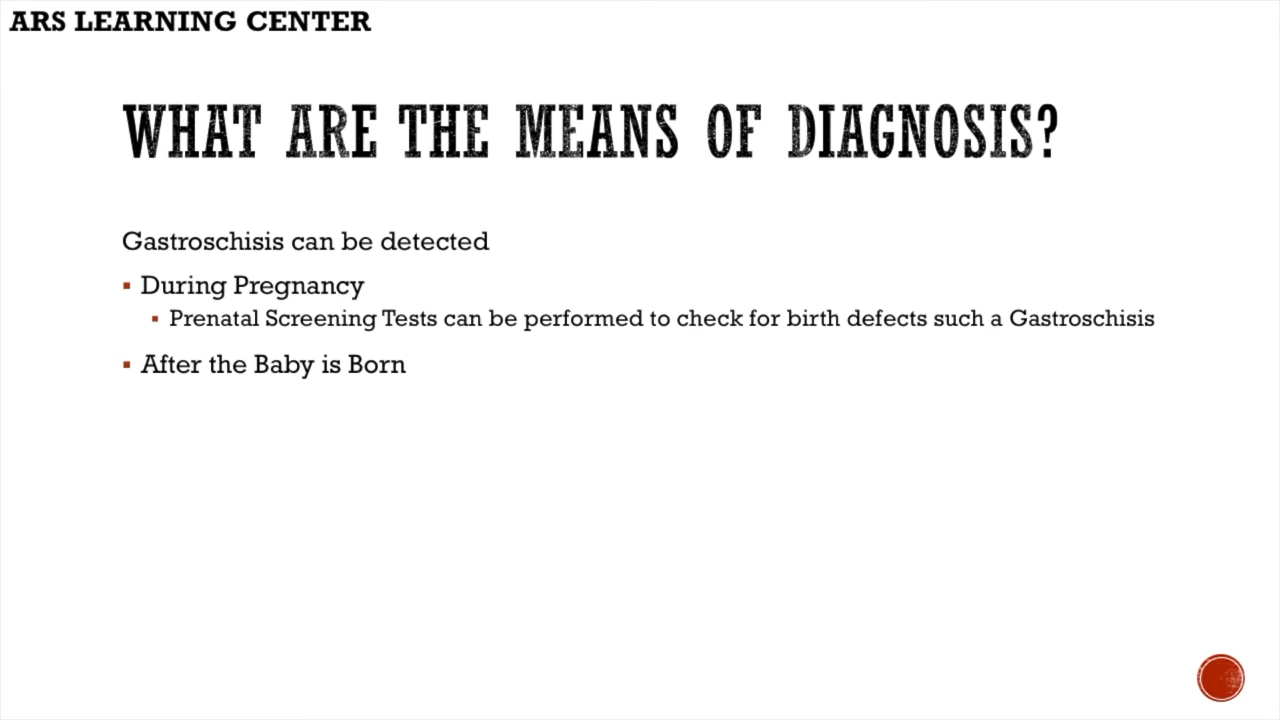 ARS LEARNING CENTER
WHAT ARE THE MEANS OF DIAGNOSIS?
Gastroschisis can be detected
▪ During Pregnancy
▪ Prenatal Screening Tests can be performed to check for birth defects such a Gastroschisis
▪ After the Baby is Born